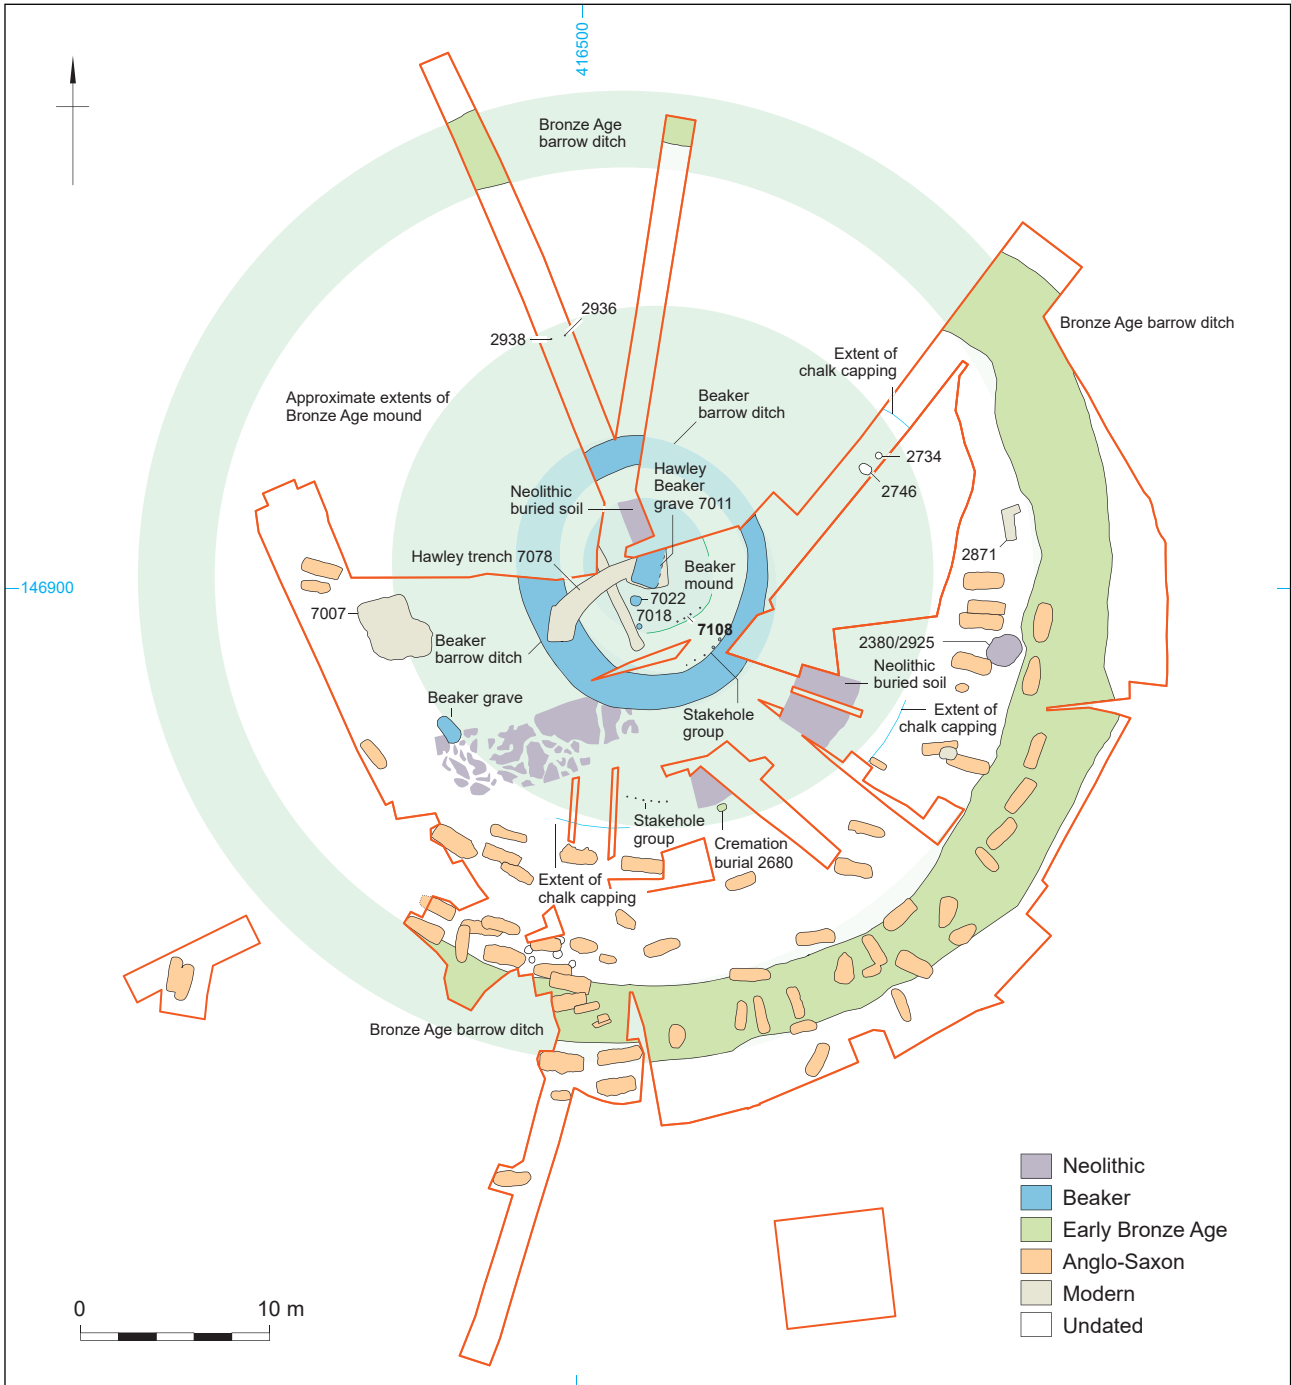 416500
Bronze Age
barrow ditch
2936
2938
Bronze Age barrow ditch
Extent of
chalk capping
Approximate extents of
Bronze Age mound
Beaker
barrow ditch
2734
2746
Hawley
Beaker
grave 7011
Neolithic
buried soil
2871
Hawley trench 7078
Beaker
mound
146900
7022
7018
7007
7108
2380/2925
Beaker
barrow ditch
Neolithic
buried soil
Beaker grave
Extent of
chalk capping
Stakehole
group
Stakehole
group
Cremation
burial 2680
Extent of
chalk capping
Bronze Age barrow ditch
Neolithic
Beaker
Early Bronze Age
Anglo-Saxon
Modern
Undated
0 10 m